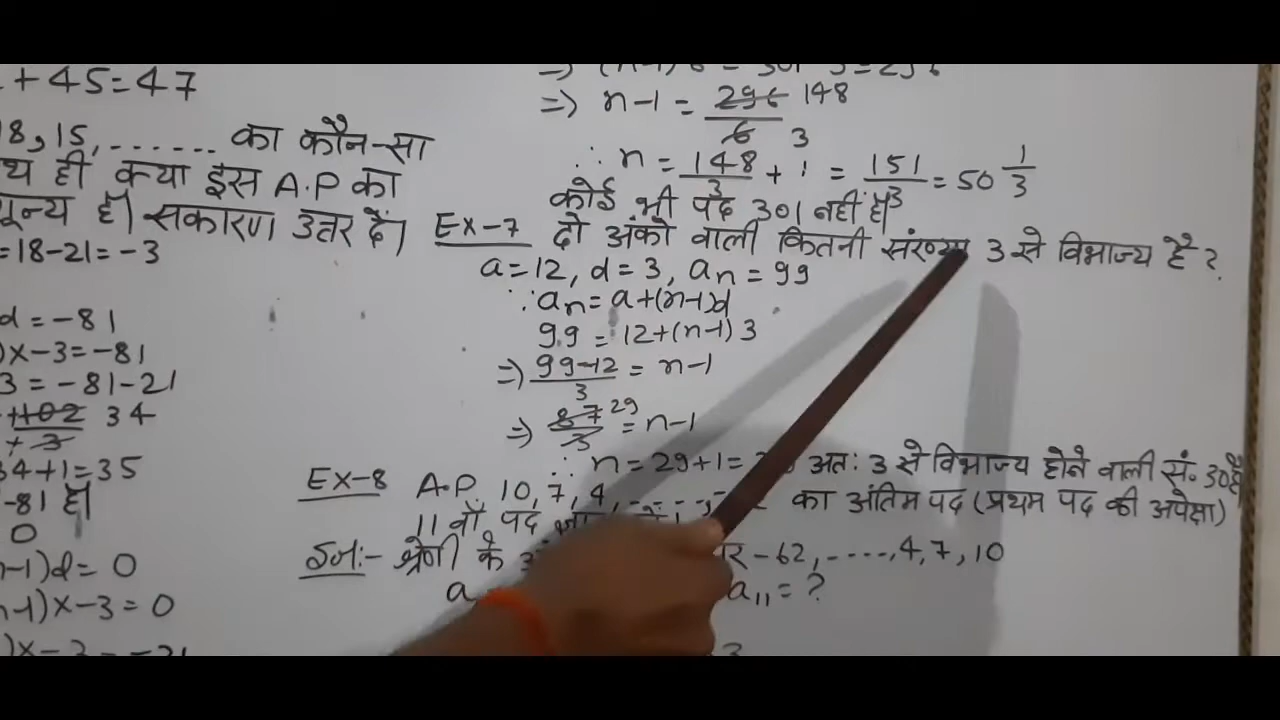 + 45 = 47
18, 15, ....... का कौन-सा
थ ही क्या इस A.P का
शून्य है। सकारण उत्तर दें।
= 18 - 21 = -3
d = -81
) x - 3 = -81
3 = -81 - 21
+102 34
+ 3
34 + 1 = 35
-81 है।
0
n-1) d = 0
n-1) x - 3 = 0
=> n-1 = 296 148
6 3
∴ n = 148/3 + 1 = 151/3 = 50 1/3
कोई भी पद 301 नहीं है।
Ex-7 दो अंको वाली कितनी संख्या 3 से विभाज्य है?
a = 12, d = 3, an = 99
∵ an = a + (n-1)d
99 = 12 + (n-1) 3
=> 99-12/3 = n-1
=> 87/3 29 = n-1
∴ n = 29 + 1 = अतः 3 से विभाज्य होने वाली सं. 30 है
Ex-8 A.P. 10, 7, 4, का अंतिम पद (प्रथम पद की अपेक्षा)
11 वाँ पद
हल:- श्रेणी के -62, ....., 4, 7, 10
a a11 = ?